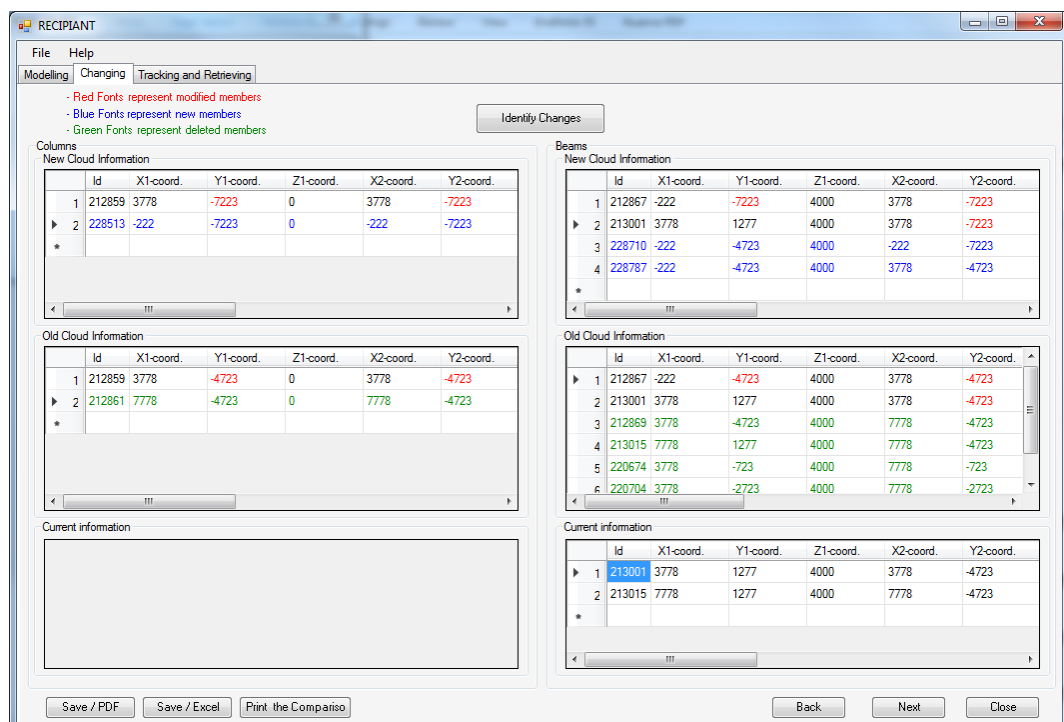 RECIPIANT
File Help
Modelling Changing Tracking and Retrieving
- Red Fonts represent modified members
- Blue Fonts represent new members
- Green Fonts represent deleted members
Identify Changes
Columns
New Cloud Information
Id X1-coord. Y1-coord. Z1-coord. X2-coord. Y2-coord.
1 212859 3778 -7223 0 3778 -7223
2 228513 -222 -7223 0 -222 -7223
*
Old Cloud Information
Id X1-coord. Y1-coord. Z1-coord. X2-coord. Y2-coord.
1 212859 3778 -4723 0 3778 -4723
2 212861 7778 -4723 0 7778 -4723
*
Current information
Beams
New Cloud Information
Id X1-coord. Y1-coord. Z1-coord. X2-coord. Y2-coord.
1 212867 -222 -7223 4000 3778 -7223
2 213001 3778 1277 4000 3778 -7223
3 228710 -222 -4723 4000 -222 -7223
4 228787 -222 -4723 4000 3778 -4723
*
Old Cloud Information
Id X1-coord. Y1-coord. Z1-coord. X2-coord. Y2-coord.
1 212867 -222 -4723 4000 3778 -4723
2 213001 3778 1277 4000 3778 -4723
3 212869 3778 -4723 4000 7778 -4723
4 213015 7778 1277 4000 7778 -4723
5 220674 3778 -723 4000 7778 -723
6 220704 3778 -2723 4000 7778 -2723
Current information
Id X1-coord. Y1-coord. Z1-coord. X2-coord. Y2-coord.
1 213001 3778 1277 4000 3778 -4723
2 213015 7778 1277 4000 7778 -4723
*
Save / PDF Save / Excel Print the Compariso Back Next Close